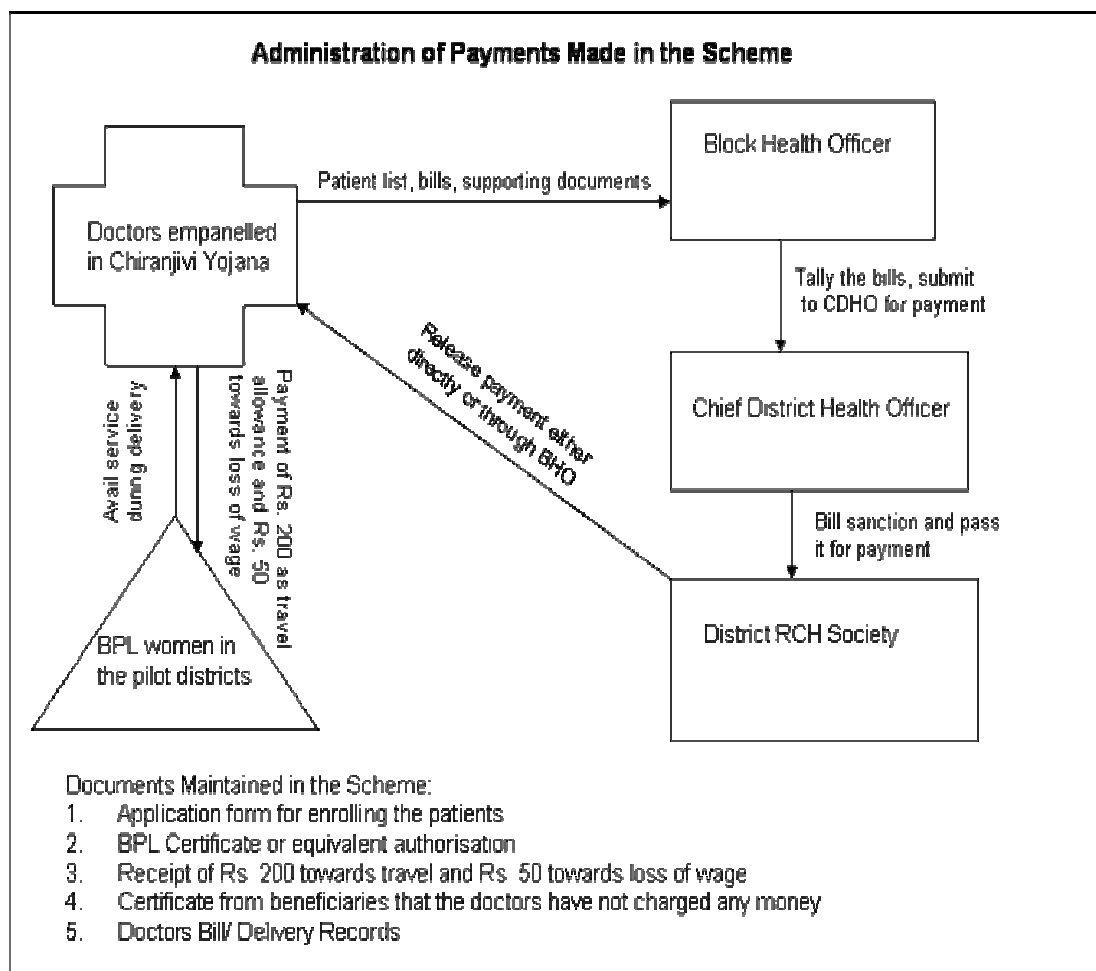 Administration of Payments Made in the Scheme
Block Health Officer
Patient list, bills, supporting documents
Doctors empanelled
in Chiranjivi Yojana
Tally the bills, submit
to CDHO for payment
Release payment either
directly or through BHO
Chief District Health Officer
Avail service
during delivery
Payment of Rs. 200 as travel
allowance and Rs. 50
towards loss of wage
Bill sanction and pass
it for payment
BPL women in
the pilot districts
District RCH Society
Documents Maintained in the Scheme:
1. Application form for enrolling the patients
2. BPL Certificate or equivalent authorisation
3. Receipt of Rs. 200 towards travel and Rs. 50 towards loss of wage
4. Certificate from beneficiaries that the doctors have not charged any money
5. Doctors Bill/ Delivery Records